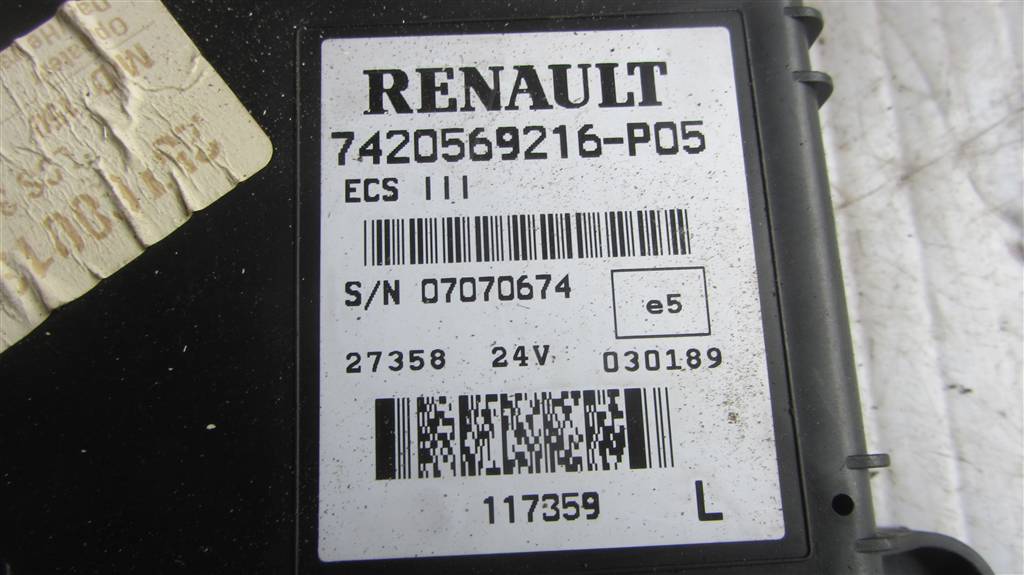 RENAULT
7420569216-P05
ECS III
S/N 07070674
e5
27358 24V 030189
117359 L